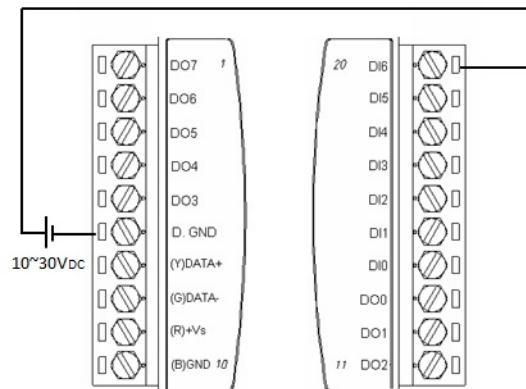 DO7 1
DO6
DO5
DO4
DO3
D. GND
(Y)DATA+
(G)DATA-
(R)+Vs
(B)GND 10
10~30VDC
20 DI6
DI5
DI4
DI3
DI2
DI1
DI0
DO0
DO1
11 DO2